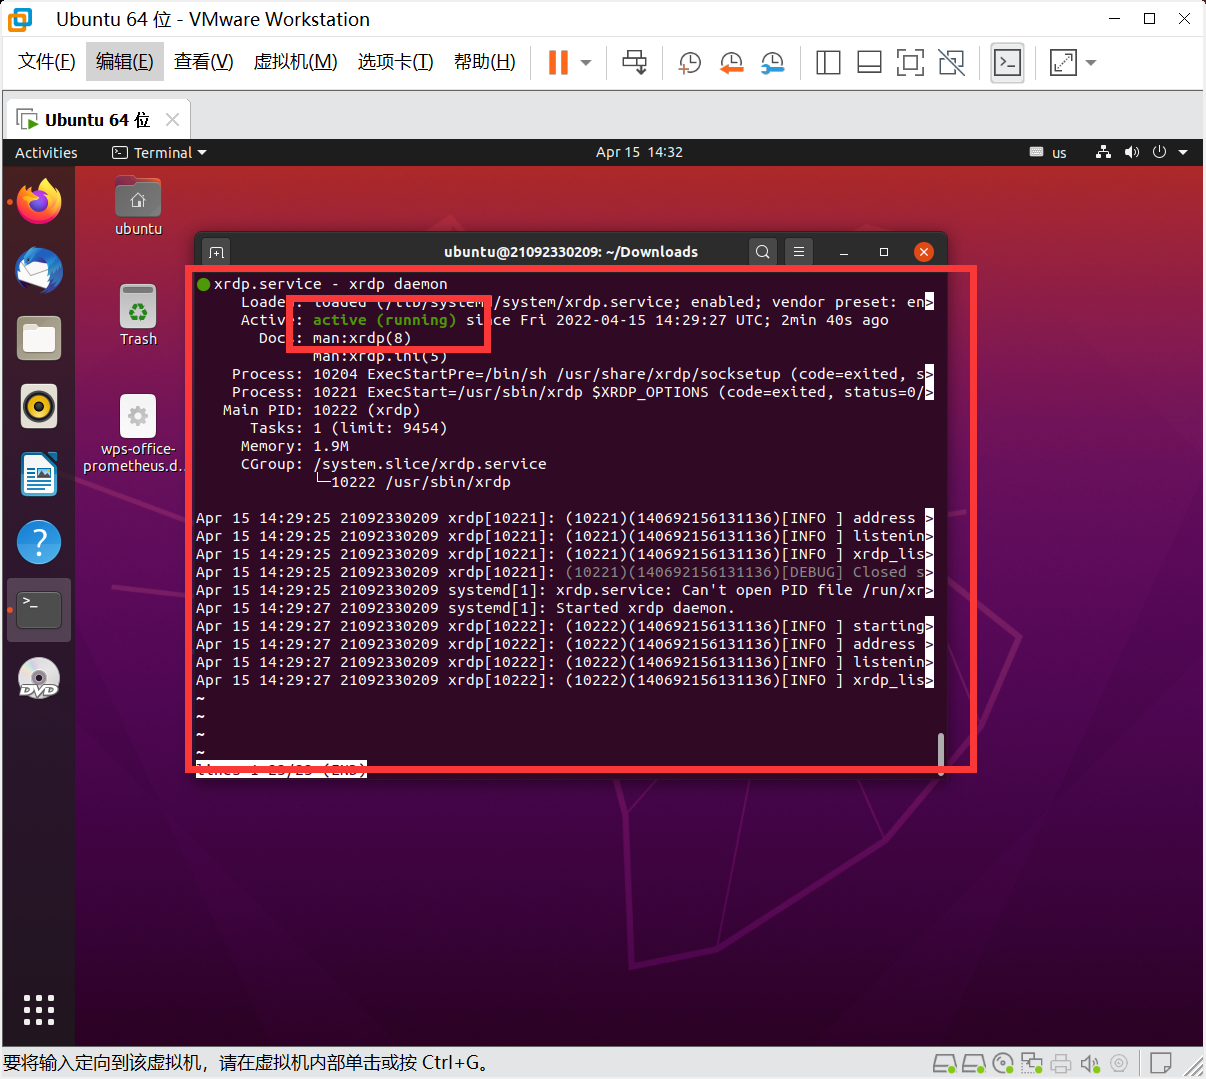 Ubuntu 64 位 - VMware Workstation
文件(F) 编辑(E) 查看(V) 虚拟机(M) 选项卡(T) 帮助(H)
Ubuntu 64 位
Activities Terminal Apr 15 14:32 us
ubuntu
Trash
wps-office-
prometheus.d...
ubuntu@21092330209: ~/Downloads
xrdp.service - xrdp daemon
Loaded: loaded (/lib/systemd/system/xrdp.service; enabled; vendor preset: en>
Active: active (running) since Fri 2022-04-15 14:29:27 UTC; 2min 40s ago
Docs: man:xrdp(8)
man:xrdp.ini(5)
Process: 10204 ExecStartPre=/bin/sh /usr/share/xrdp/socksetup (code=exited, s>
Process: 10221 ExecStart=/usr/sbin/xrdp $XRDP_OPTIONS (code=exited, status=0/>
Main PID: 10222 (xrdp)
Tasks: 1 (limit: 9454)
Memory: 1.9M
CGroup: /system.slice/xrdp.service
└─10222 /usr/sbin/xrdp
Apr 15 14:29:25 21092330209 xrdp[10221]: (10221)(140692156131136)[INFO ] address >
Apr 15 14:29:25 21092330209 xrdp[10221]: (10221)(140692156131136)[INFO ] listenin>
Apr 15 14:29:25 21092330209 xrdp[10221]: (10221)(140692156131136)[INFO ] xrdp_lis>
Apr 15 14:29:25 21092330209 xrdp[10221]: (10221)(140692156131136)[DEBUG] Closed s>
Apr 15 14:29:25 21092330209 systemd[1]: xrdp.service: Can't open PID file /run/xr>
Apr 15 14:29:27 21092330209 systemd[1]: Started xrdp daemon.
Apr 15 14:29:27 21092330209 xrdp[10222]: (10222)(140692156131136)[INFO ] starting>
Apr 15 14:29:27 21092330209 xrdp[10222]: (10222)(140692156131136)[INFO ] address >
Apr 15 14:29:27 21092330209 xrdp[10222]: (10222)(140692156131136)[INFO ] listenin>
Apr 15 14:29:27 21092330209 xrdp[10222]: (10222)(140692156131136)[INFO ] xrdp_lis>
~
~
~
~
lines 1-23/23 (END)
DVD
要将输入定向到该虚拟机，请在虚拟机内部单击或按 Ctrl+G。